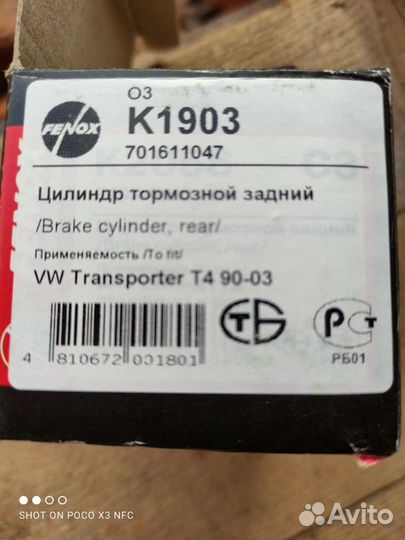 O3
FENOX
K1903
701611047
Цилиндр тормозной задний
/Brake cylinder, rear/
Применяемость /To fit/
VW Transporter T4 90-03
4 810672 001801
РБ01
SHOT ON POCO X3 NFC
Avito